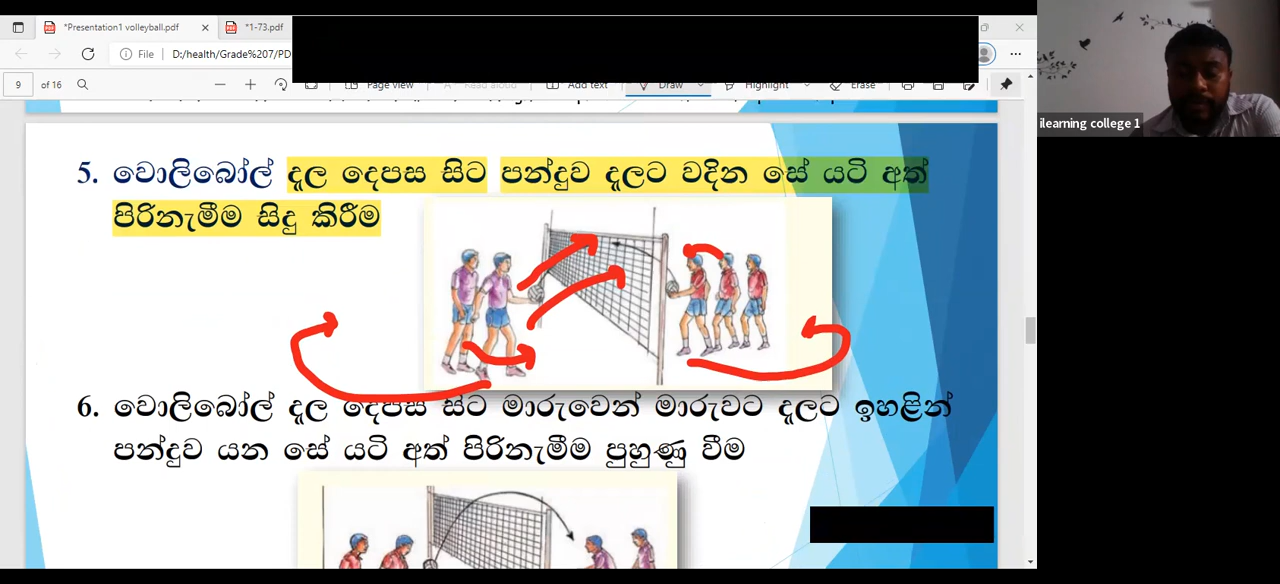 *Presentation1 volleyball.pdf
*1-73.pdf
File D:/health/Grade%207/PD
9 of 16 Page view Read aloud Add text Draw Highlight Erase
ilearning college 1
5. වොලිබෝල් දැල දෙපස සිට පන්දුව දැලට වදින සේ යටි අත්
පිරිනැමීම සිදු කිරීම
6. වොලිබෝල් දැල දෙපස සිට මාරුවෙන් මාරුවට දැලට ඉහළින්
පන්දුව යන සේ යටි අත් පිරිනැමීම පුහුණු වීම